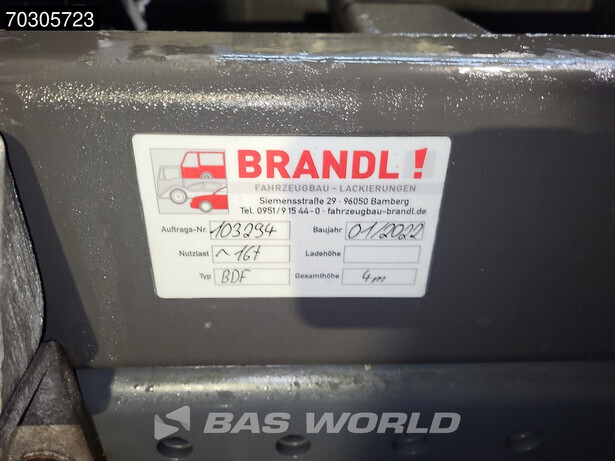 70305723
BRANDL!
FAHRZEUGBAU - LACKIERUNGEN
Siemensstraße 29 · 96050 Bamberg
Tel. 0951/9 15 44-0 · fahrzeugbau-brandl.de
Auftrags-Nr. 103294 Baujahr 01/2022
Nutzlast ~ 16t Ladehöhe
Typ BDF Gesamthöhe 4m
BAS WORLD